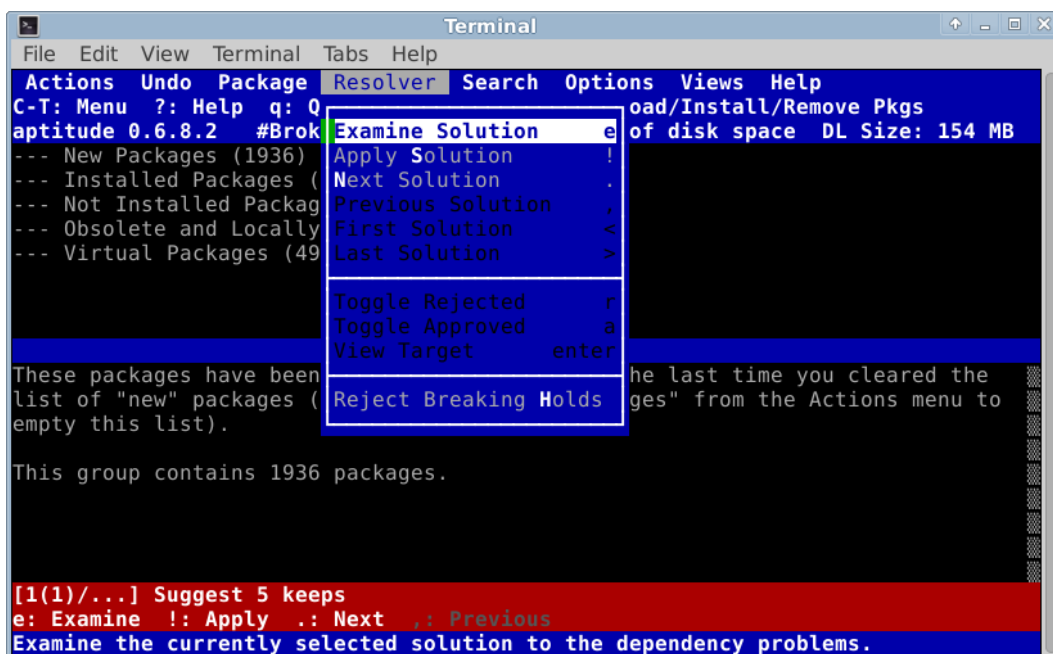 Terminal
File Edit View Terminal Tabs Help
Actions Undo Package Resolver Search Options Views Help
C-T: Menu ?: Help q: Q oad/Install/Remove Pkgs
aptitude 0.6.8.2 #Brok of disk space DL Size: 154 MB
Examine Solution e
--- New Packages (1936) Apply Solution !
--- Installed Packages ( Next Solution .
--- Not Installed Packag Previous Solution ,
--- Obsolete and Locally First Solution <
--- Virtual Packages (49 Last Solution >
Toggle Rejected r
Toggle Approved a
View Target enter
These packages have been he last time you cleared the
list of "new" packages ( Reject Breaking Holds ges" from the Actions menu to
empty this list).
This group contains 1936 packages.
[1(1)/...] Suggest 5 keeps
e: Examine !: Apply .: Next ,: Previous
Examine the currently selected solution to the dependency problems.